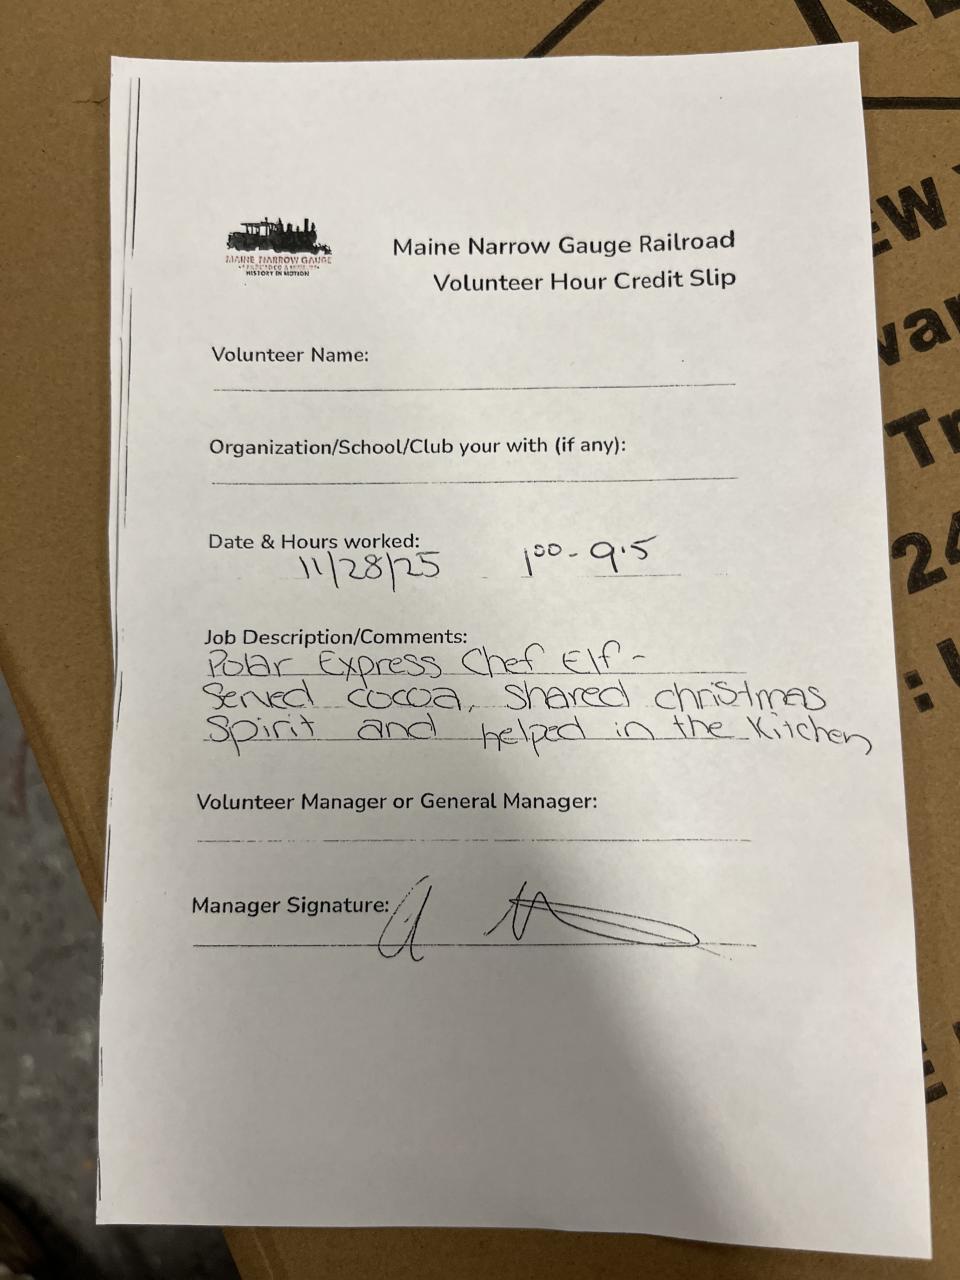 MAINE NARROW GAUGE
HISTORY IN MOTION
Maine Narrow Gauge Railroad
Volunteer Hour Credit Slip
Volunteer Name:
Organization/School/Club your with (if any):
Date & Hours worked:
11/28/25 1⁰⁰- 9.5
Job Description/Comments:
Polar Express Chef Elf -
Served cocoa, shared christmas
Spirit and helped in the Kitchen
Volunteer Manager or General Manager:
Manager Signature: